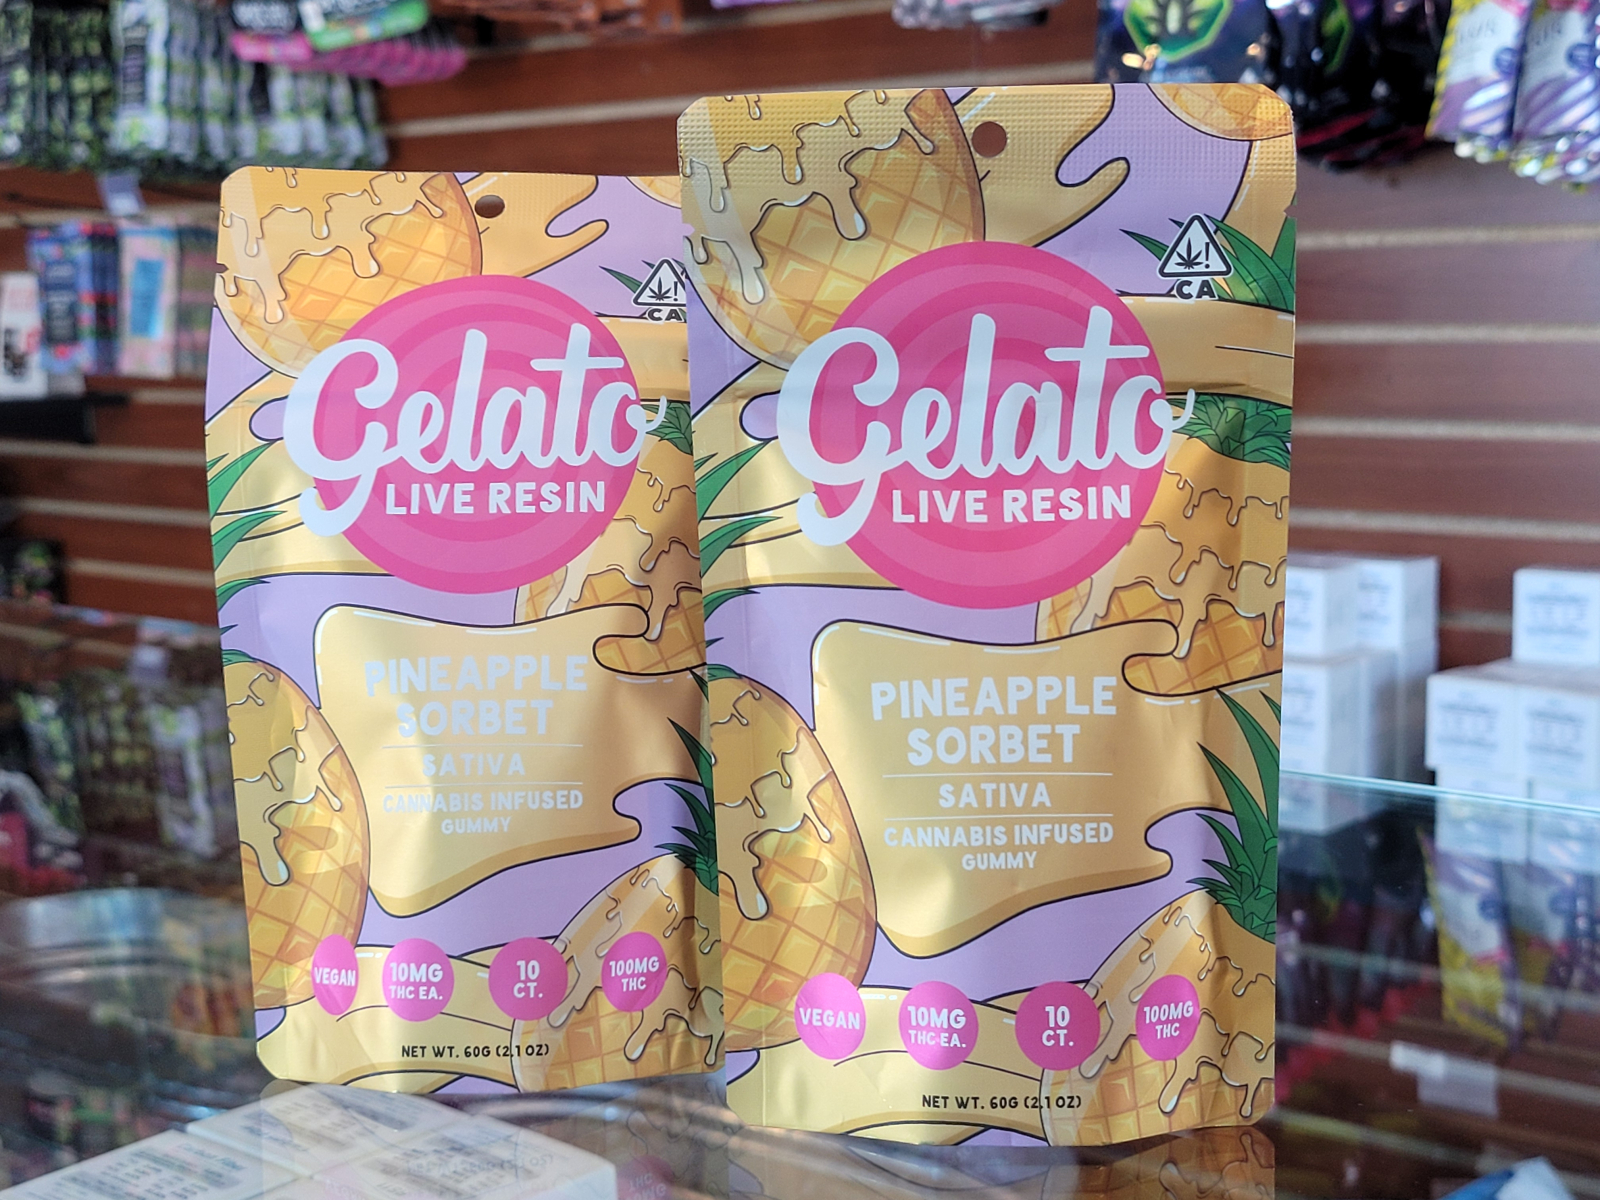 CA
Gelato
LIVE RESIN
PINEAPPLE
SORBET
SATIVA
CANNABIS INFUSED
GUMMY
VEGAN
10MG
THC EA.
10
CT.
100MG
THC
NET WT. 60G (2.1 OZ)
CA
Gelato
LIVE RESIN
PINEAPPLE
SORBET
SATIVA
CANNABIS INFUSED
GUMMY
VEGAN
10MG
THC EA.
10
CT.
100MG
THC
NET WT. 60G (2.1 OZ)